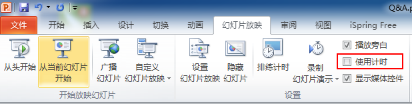 Q&A.p
文件 开始 插入 设计 切换 动画 幻灯片放映 审阅 视图 iSpring Free
从头开始 从当前幻灯片开始 广播幻灯片 自定义幻灯片放映 设置幻灯片放映 隐藏幻灯片 排练计时 录制幻灯片演示 播放旁白
使用计时
显示媒体控件
开始放映幻灯片 设置